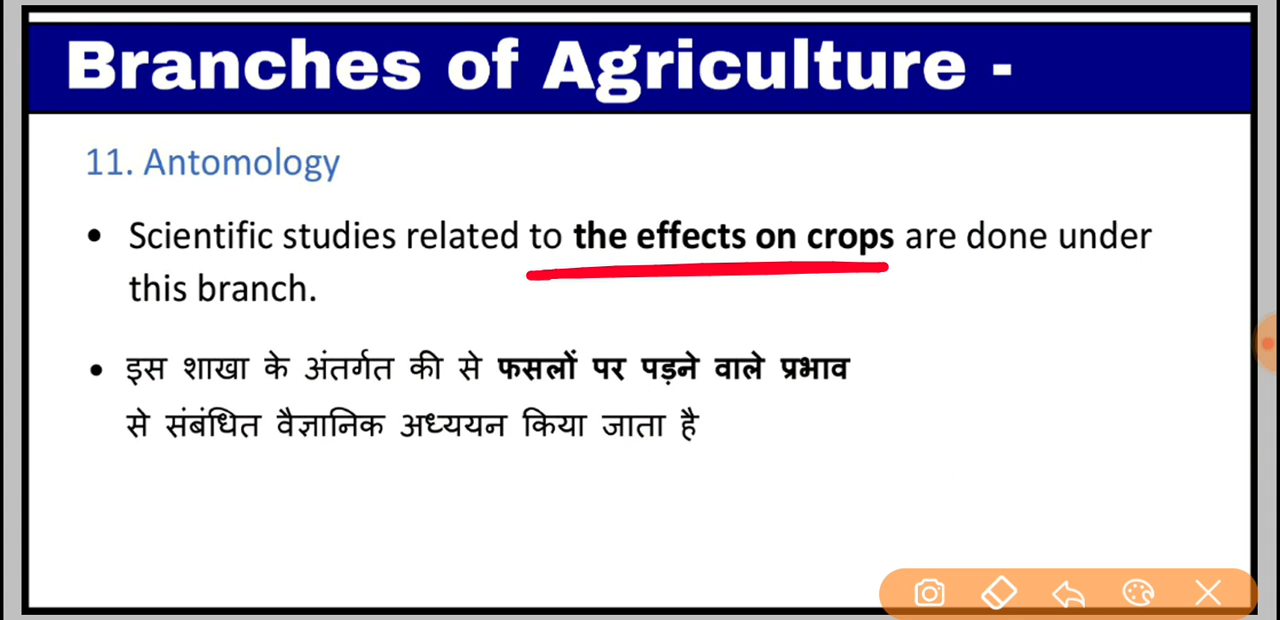 Branches of Agriculture -
11. Antomology
• Scientific studies related to the effects on crops are done under
this branch.
• इस शाखा के अंतर्गत की से फसलों पर पड़ने वाले प्रभाव
से संबंधित वैज्ञानिक अध्ययन किया जाता है